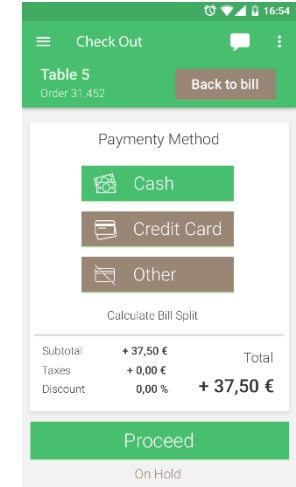 16:54
Check Out
Table 5
Order 31.452
Back to bill
Paymenty Method
Cash
Credit Card
Other
Calculate Bill Split
Subtotal + 37,50 €
Taxes + 0,00 €
Discount 0,00 %
Total
+ 37,50 €
Proceed
On Hold